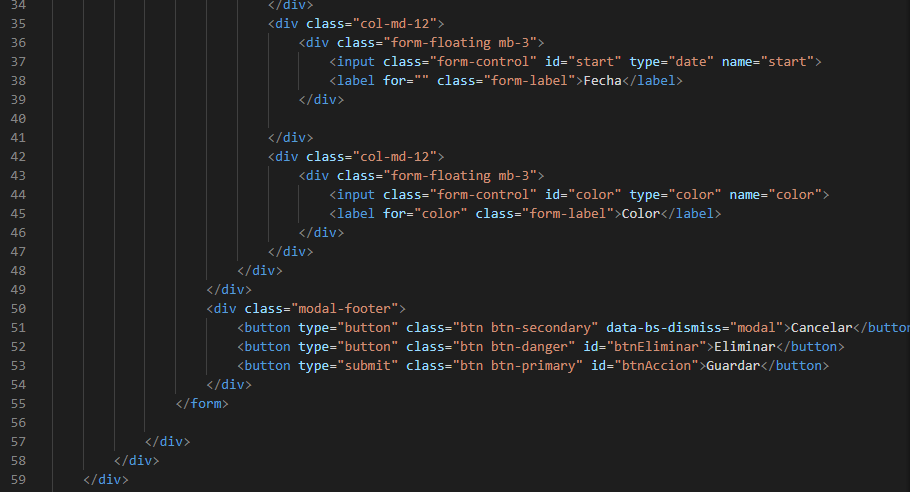 34 </div>
35 <div class="col-md-12">
36 <div class="form-floating mb-3">
37 <input class="form-control" id="start" type="date" name="start">
38 <label for="" class="form-label">Fecha</label>
39 </div>
40
41 </div>
42 <div class="col-md-12">
43 <div class="form-floating mb-3">
44 <input class="form-control" id="color" type="color" name="color">
45 <label for="color" class="form-label">Color</label>
46 </div>
47 </div>
48 </div>
49 </div>
50 <div class="modal-footer">
51 <button type="button" class="btn btn-secondary" data-bs-dismiss="modal">Cancelar</button
52 <button type="button" class="btn btn-danger" id="btnEliminar">Eliminar</button>
53 <button type="submit" class="btn btn-primary" id="btnAccion">Guardar</button>
54 </div>
55 </form>
56
57 </div>
58 </div>
59 </div>